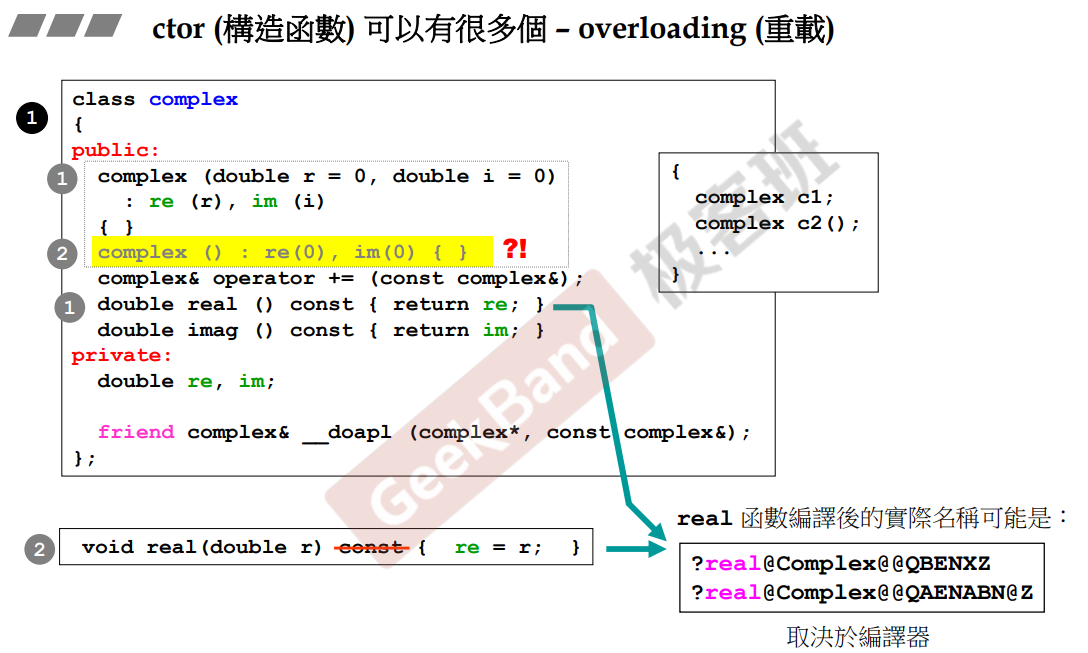 ctor (構造函數) 可以有很多個 – overloading (重載)
1
class complex
{
public:
1
complex (double r = 0, double i = 0)
: re (r), im (i)
{ }
2
complex () : re(0), im(0) { }
?!
complex& operator += (const complex&);
1
double real () const { return re; }
double imag () const { return im; }
private:
double re, im;
friend complex& __doapl (complex*, const complex&);
};
{
complex c1;
complex c2();
...
}
GeekBand 极客班
2
void real(double r) const { re = r; }
real 函數編譯後的實際名稱可能是：
?real@Complex@@QBENXZ
?real@Complex@@QAENABN@Z
取決於編譯器